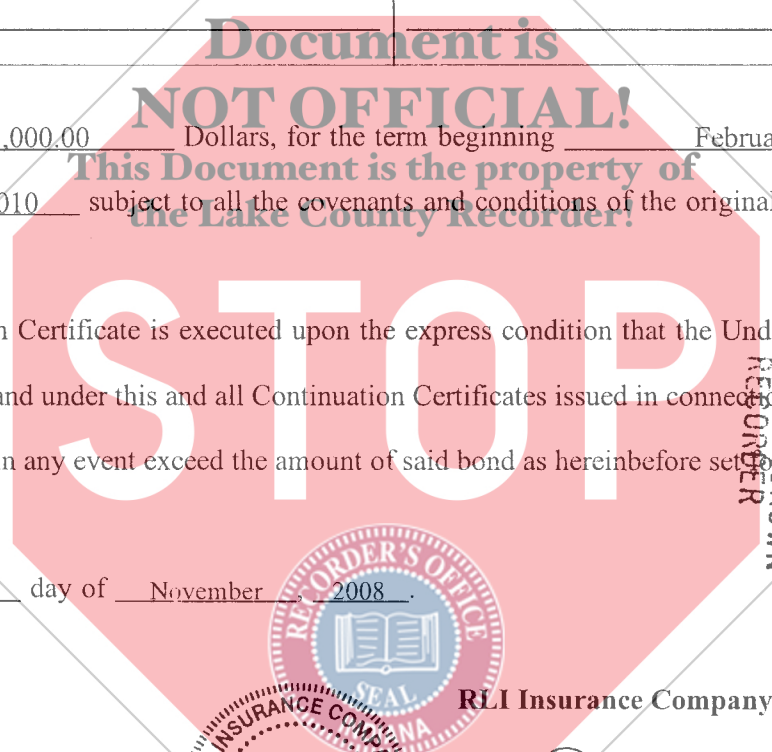 Document is
NOT OFFICIAL!
,000.00 Dollars, for the term beginning Februa
This Document is the property of
010 subject to all the covenants and conditions of the original
the Lake County Recorder!
STOP
n Certificate is executed upon the express condition that the Und
and under this and all Continuation Certificates issued in connectio
n any event exceed the amount of said bond as hereinbefore set fo
RECORDER
day of November, 2008.
RECORDER'S OFFICE
SEAL
INDIANA
RLI Insurance Company
INSURANCE COMPA